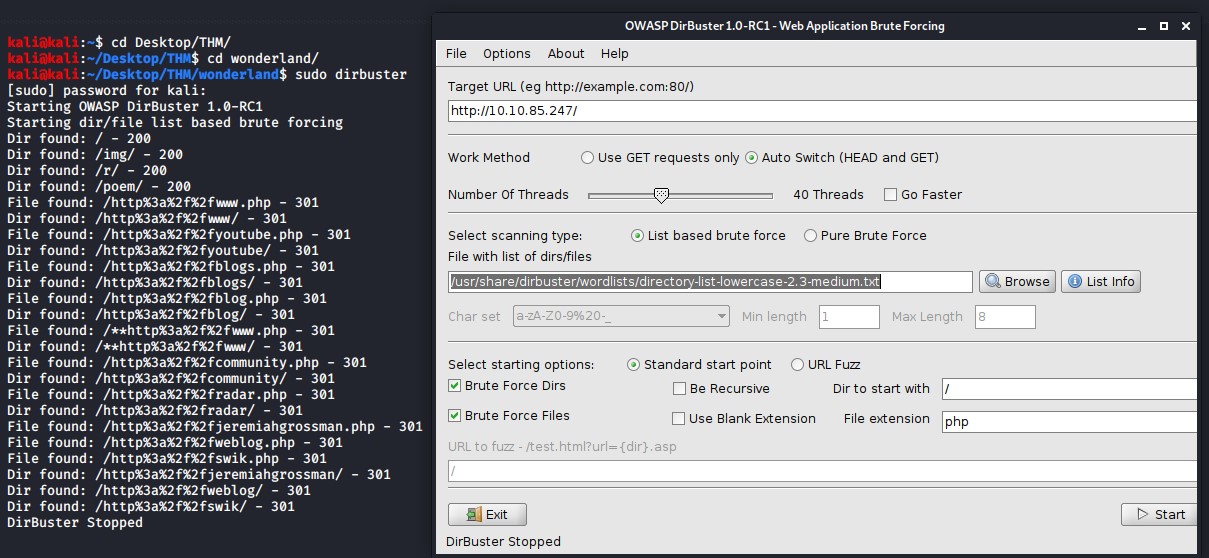 kali@kali:~$ cd Desktop/THM/
kali@kali:~/Desktop/THM$ cd wonderland/
kali@kali:~/Desktop/THM/wonderland$ sudo dirbuster
[sudo] password for kali:
Starting OWASP DirBuster 1.0-RC1
Starting dir/file list based brute forcing
Dir found: / - 200
Dir found: /img/ - 200
Dir found: /r/ - 200
Dir found: /poem/ - 200
File found: /http%3a%2f%2fwww.php - 301
Dir found: /http%3a%2f%2fwww/ - 301
File found: /http%3a%2f%2fyoutube.php - 301
Dir found: /http%3a%2f%2fyoutube/ - 301
File found: /http%3a%2f%2fblogs.php - 301
Dir found: /http%3a%2f%2fblogs/ - 301
File found: /http%3a%2f%2fblog.php - 301
Dir found: /http%3a%2f%2fblog/ - 301
File found: /**http%3a%2f%2fwww.php - 301
Dir found: /**http%3a%2f%2fwww/ - 301
File found: /http%3a%2f%2fcommunity.php - 301
Dir found: /http%3a%2f%2fcommunity/ - 301
File found: /http%3a%2f%2fradar.php - 301
Dir found: /http%3a%2f%2fradar/ - 301
File found: /http%3a%2f%2fjeremiahgrossman.php - 301
File found: /http%3a%2f%2fweblog.php - 301
File found: /http%3a%2f%2fswik.php - 301
Dir found: /http%3a%2f%2fjeremiahgrossman/ - 301
Dir found: /http%3a%2f%2fweblog/ - 301
Dir found: /http%3a%2f%2fswik/ - 301
DirBuster Stopped
OWASP DirBuster 1.0-RC1 - Web Application Brute Forcing
File Options About Help
Target URL (eg http://example.com:80/)
http://10.10.85.247/
Work Method Use GET requests only Auto Switch (HEAD and GET)
Number Of Threads 40 Threads Go Faster
Select scanning type: List based brute force Pure Brute Force
File with list of dirs/files
/usr/share/dirbuster/wordlists/directory-list-lowercase-2.3-medium.txt Browse List Info
Char set a-zA-Z0-9%20-_ Min length 1 Max Length 8
Select starting options: Standard start point URL Fuzz
Brute Force Dirs Be Recursive Dir to start with /
Brute Force Files Use Blank Extension File extension php
URL to fuzz - /test.html?url={dir}.asp
/
Exit Start
DirBuster Stopped